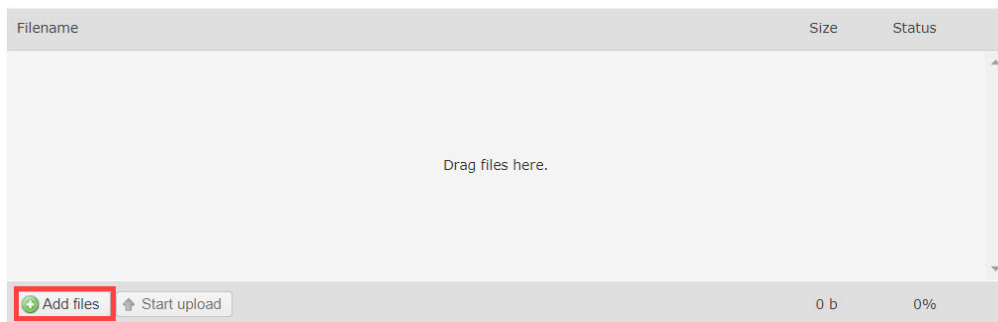 Filename Size Status
Drag files here.
Add files Start upload 0 b 0%